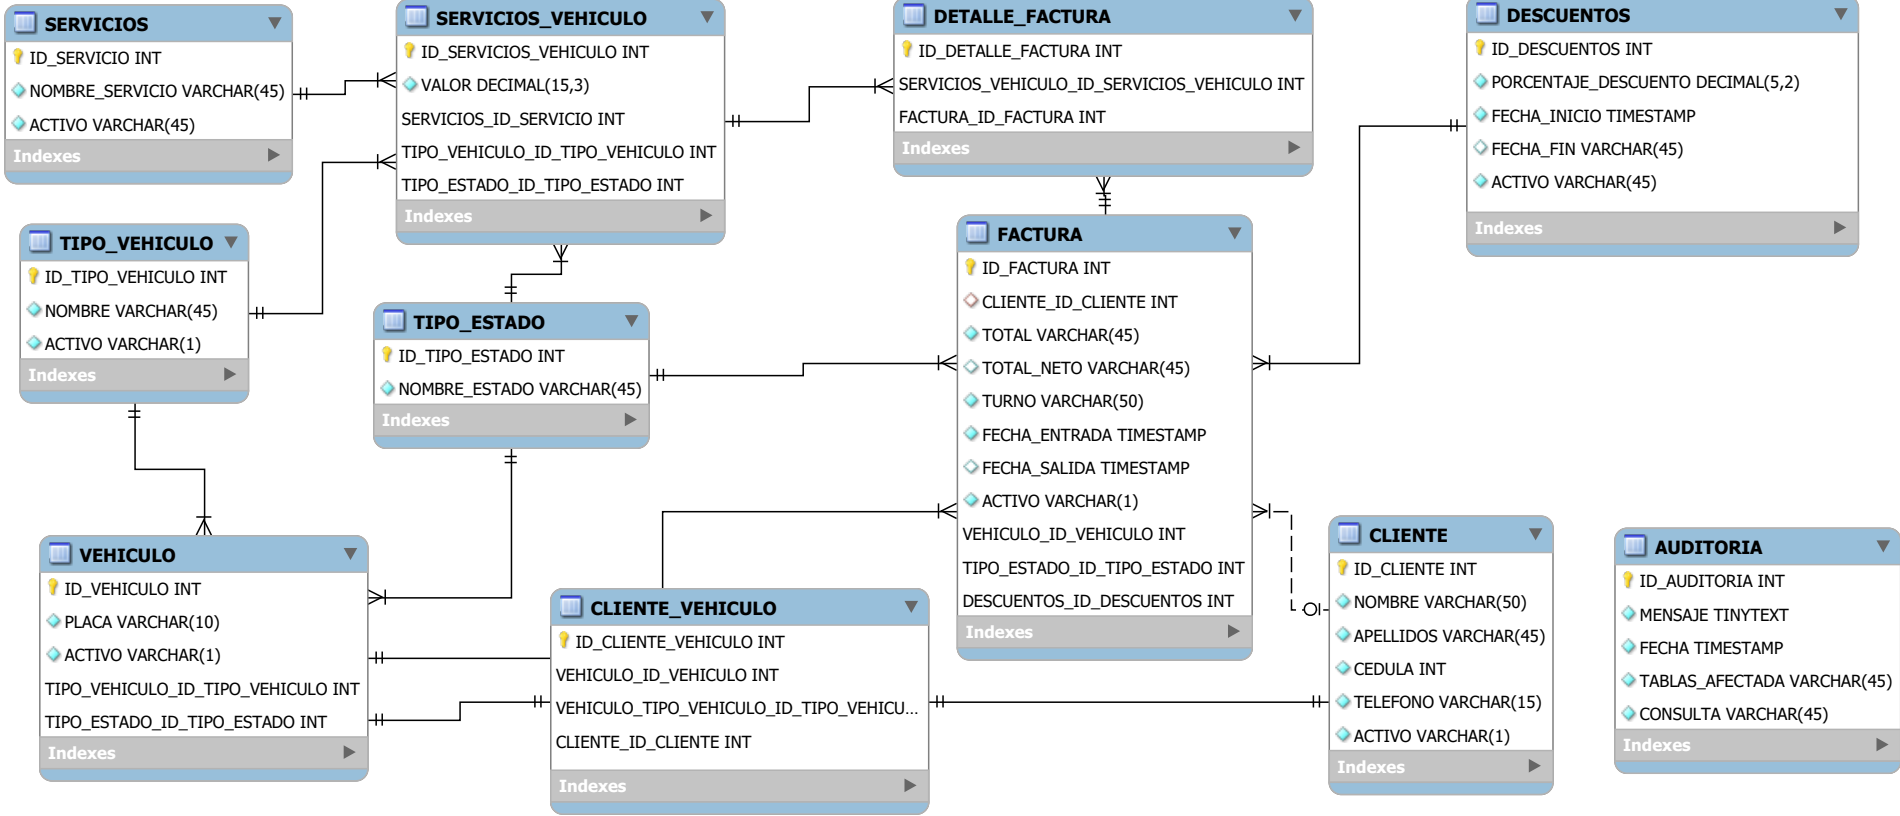 SERVICIOS
ID_SERVICIO INT
NOMBRE_SERVICIO VARCHAR(45)
ACTIVO VARCHAR(45)
Indexes
SERVICIOS_VEHICULO
ID_SERVICIOS_VEHICULO INT
VALOR DECIMAL(15,3)
SERVICIOS_ID_SERVICIO INT
TIPO_VEHICULO_ID_TIPO_VEHICULO INT
TIPO_ESTADO_ID_TIPO_ESTADO INT
Indexes
DETALLE_FACTURA
ID_DETALLE_FACTURA INT
SERVICIOS_VEHICULO_ID_SERVICIOS_VEHICULO INT
FACTURA_ID_FACTURA INT
Indexes
DESCUENTOS
ID_DESCUENTOS INT
PORCENTAJE_DESCUENTO DECIMAL(5,2)
FECHA_INICIO TIMESTAMP
FECHA_FIN VARCHAR(45)
ACTIVO VARCHAR(45)
Indexes
TIPO_VEHICULO
ID_TIPO_VEHICULO INT
NOMBRE VARCHAR(45)
ACTIVO VARCHAR(1)
Indexes
TIPO_ESTADO
ID_TIPO_ESTADO INT
NOMBRE_ESTADO VARCHAR(45)
Indexes
FACTURA
ID_FACTURA INT
CLIENTE_ID_CLIENTE INT
TOTAL VARCHAR(45)
TOTAL_NETO VARCHAR(45)
TURNO VARCHAR(50)
FECHA_ENTRADA TIMESTAMP
FECHA_SALIDA TIMESTAMP
ACTIVO VARCHAR(1)
VEHICULO_ID_VEHICULO INT
TIPO_ESTADO_ID_TIPO_ESTADO INT
DESCUENTOS_ID_DESCUENTOS INT
Indexes
VEHICULO
ID_VEHICULO INT
PLACA VARCHAR(10)
ACTIVO VARCHAR(1)
TIPO_VEHICULO_ID_TIPO_VEHICULO INT
TIPO_ESTADO_ID_TIPO_ESTADO INT
Indexes
CLIENTE_VEHICULO
ID_CLIENTE_VEHICULO INT
VEHICULO_ID_VEHICULO INT
VEHICULO_TIPO_VEHICULO_ID_TIPO_VEHICU...
CLIENTE_ID_CLIENTE INT
Indexes
CLIENTE
ID_CLIENTE INT
NOMBRE VARCHAR(50)
APELLIDOS VARCHAR(45)
CEDULA INT
TELEFONO VARCHAR(15)
ACTIVO VARCHAR(1)
Indexes
AUDITORIA
ID_AUDITORIA INT
MENSAJE TINYTEXT
FECHA TIMESTAMP
TABLAS_AFECTADA VARCHAR(45)
CONSULTA VARCHAR(45)
Indexes